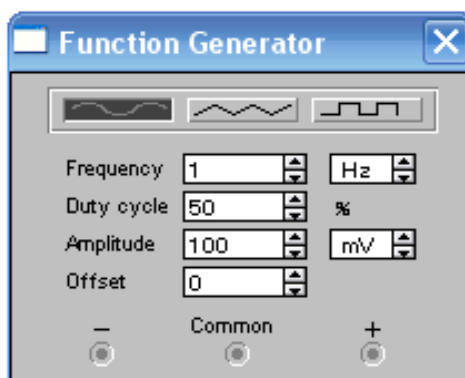 Function Generator
Frequency 1 Hz
Duty cycle 50 %
Amplitude 100 mV
Offset 0
− Common +